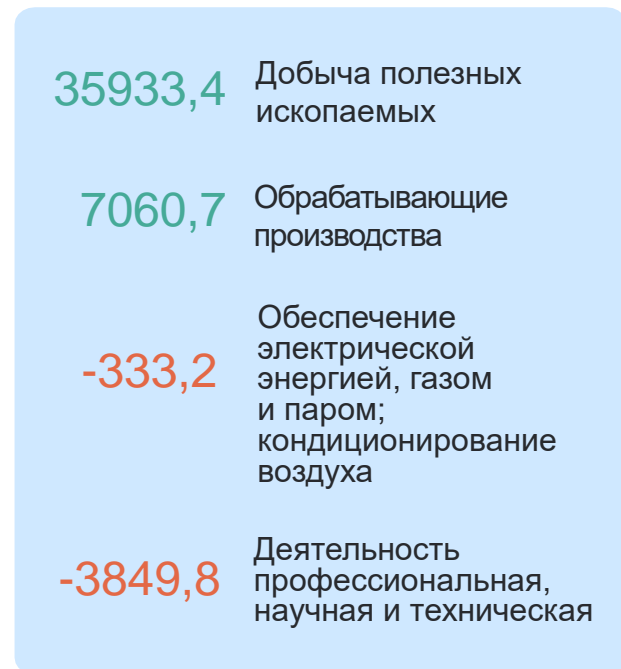 35933,4
Добыча полезных
ископаемых
7060,7
Обрабатывающие
производства
-333,2
Обеспечение
электрической
энергией, газом
и паром;
кондиционирование
воздуха
-3849,8
Деятельность
профессиональная,
научная и техническая